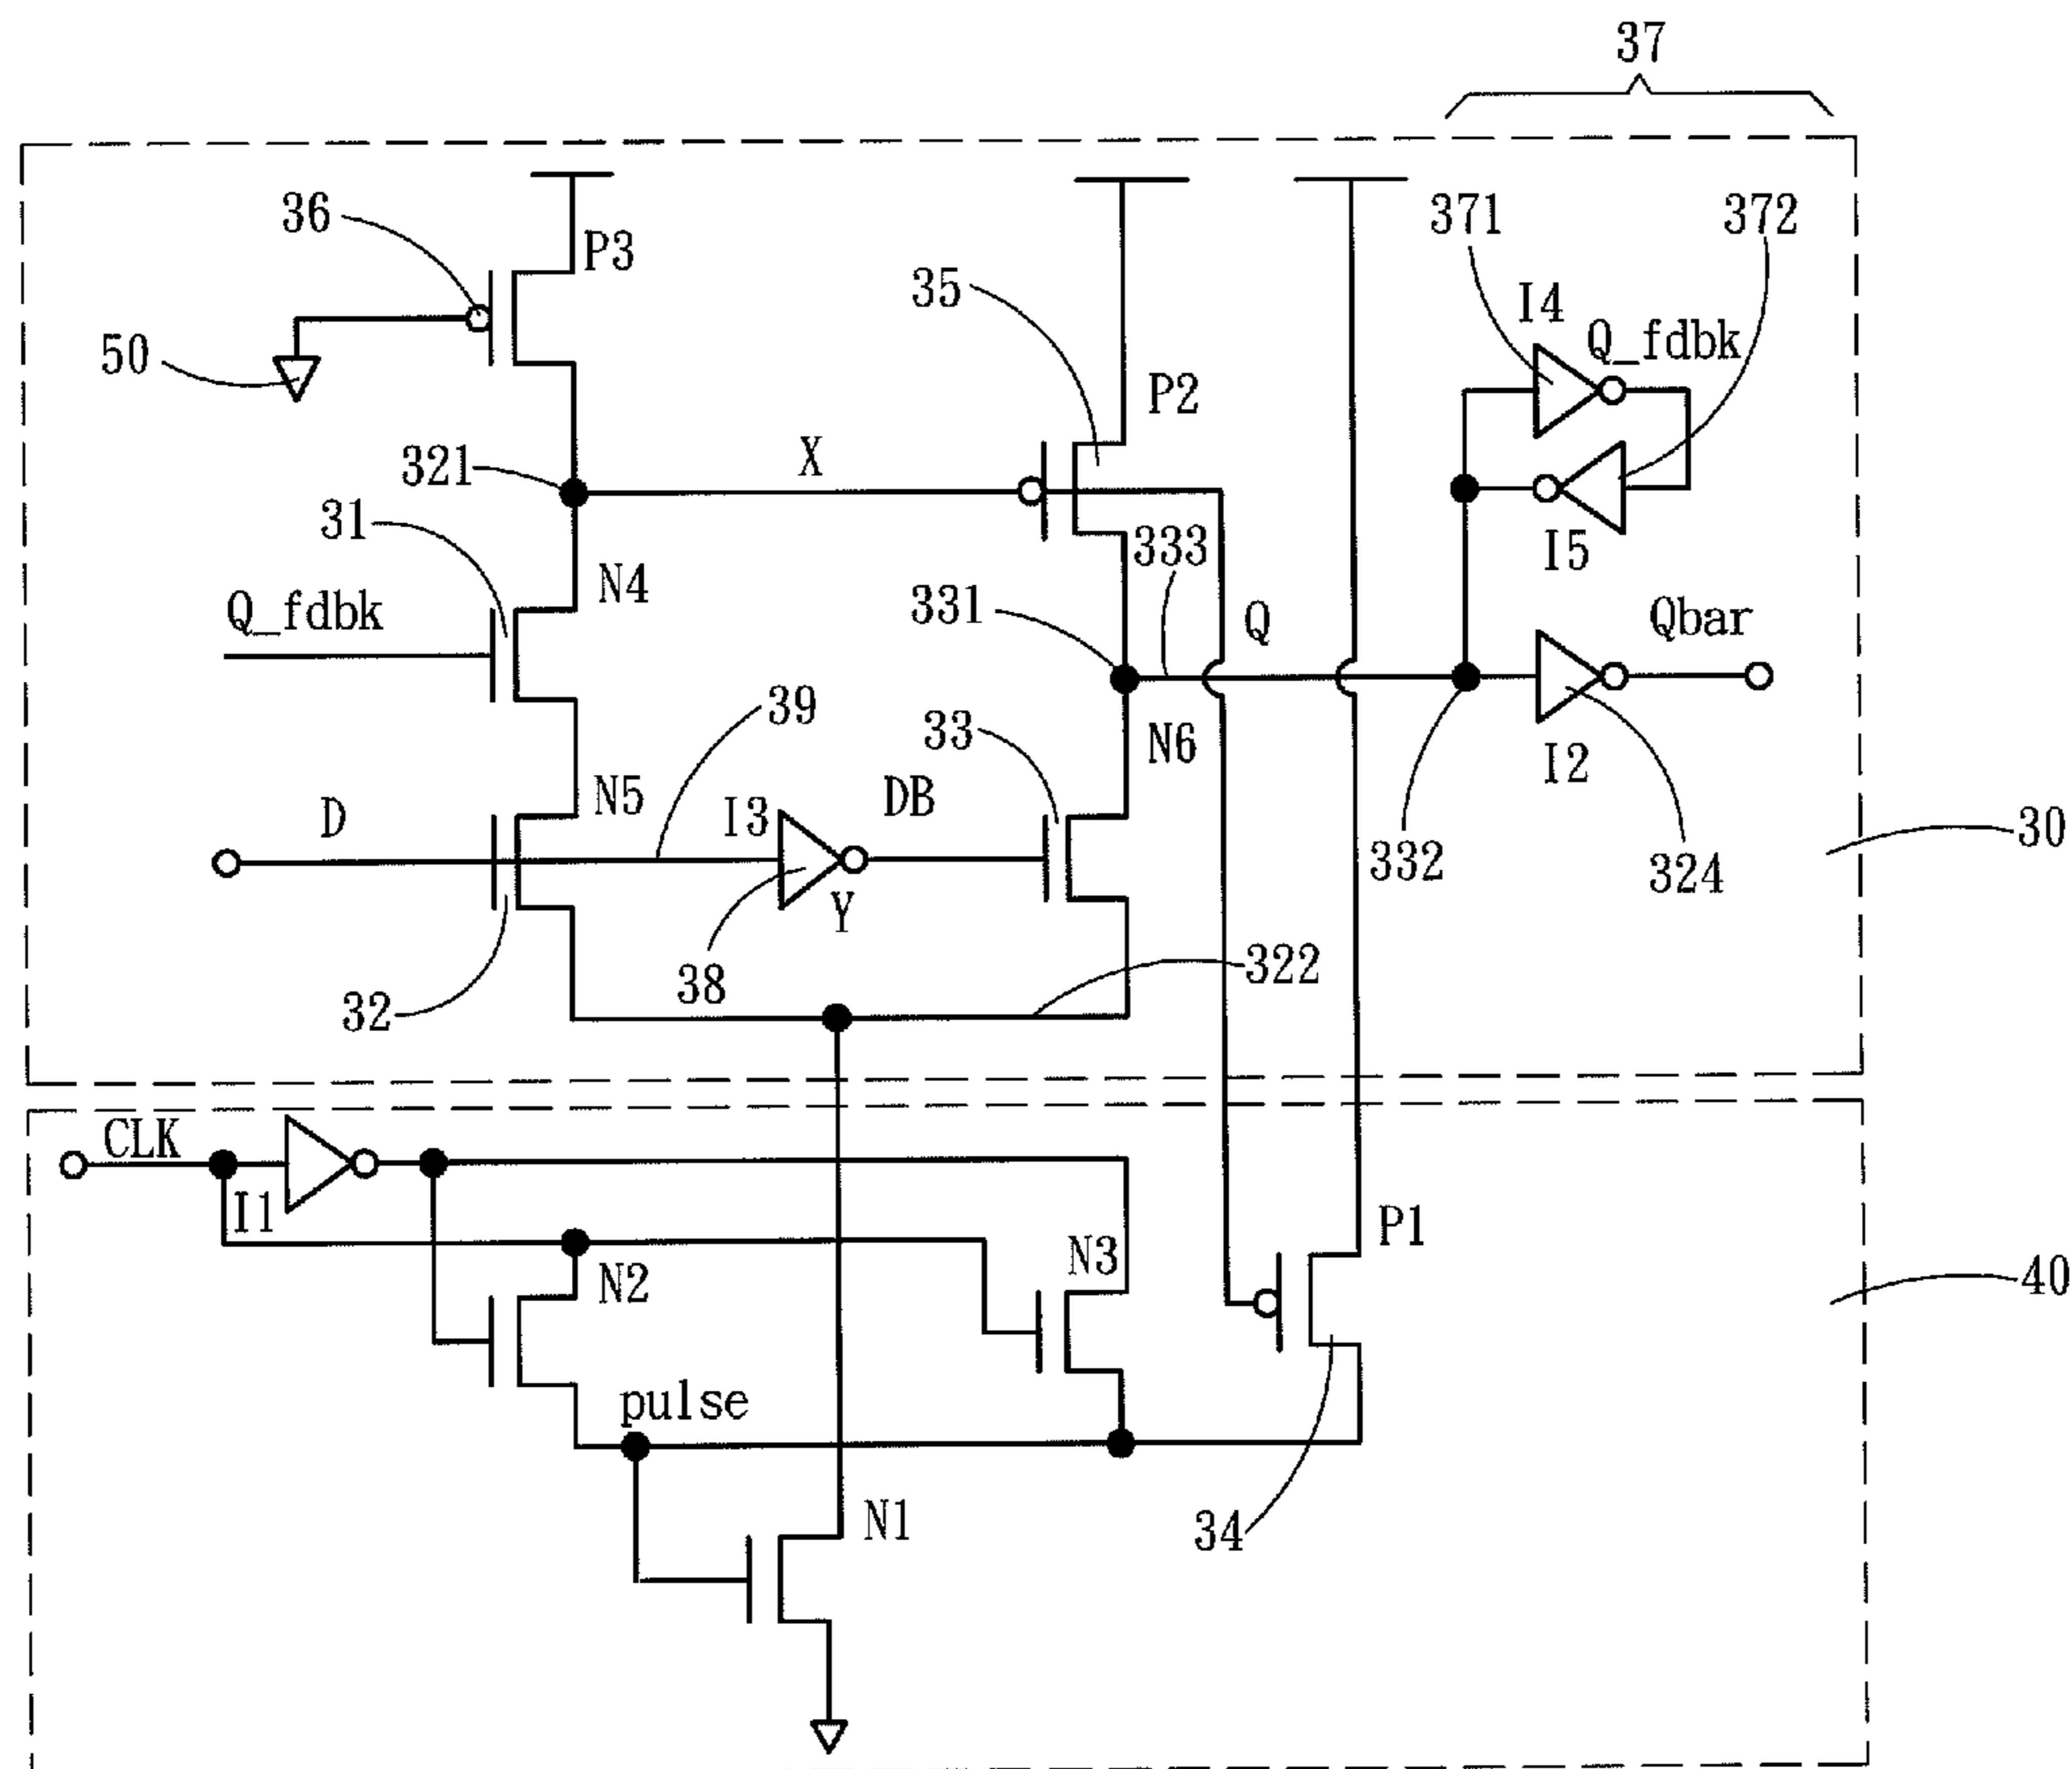 37
36
P3
35
371
372
I4
Q_fdbk
50
P2
321
X
31
333
I5
N4
331
Q
Q_fdbk
Qbar
39
33
N6
I2
D
N5
I3
DB
30
332
324
Y
38
322
32
CLK
I1
N3
P1
N2
40
pulse
N1
34